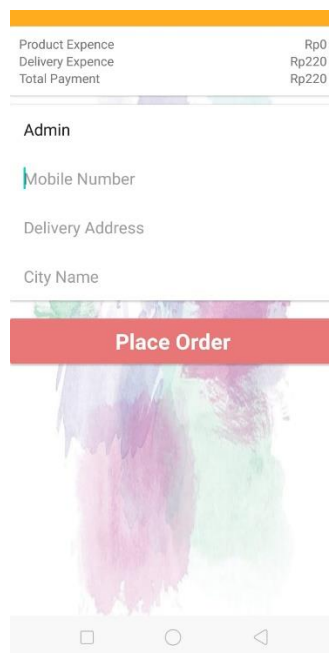 Product Expence Rp0
Delivery Expence Rp220
Total Payment Rp220
Admin
Mobile Number
Delivery Address
City Name
Place Order